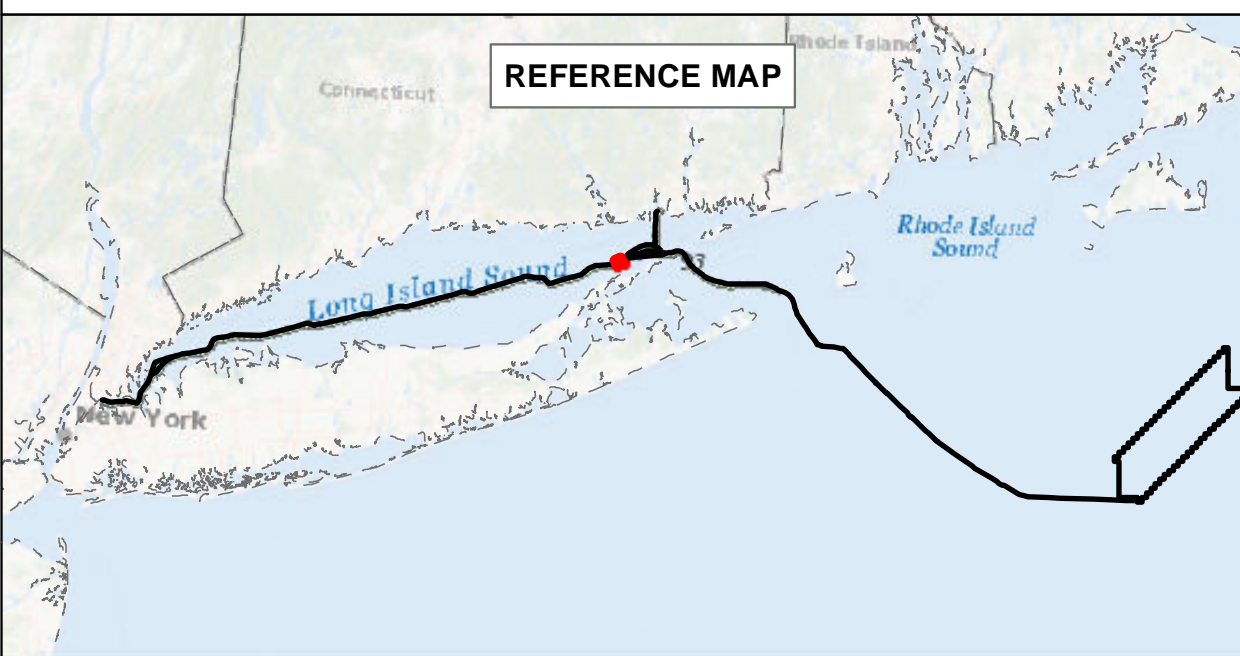 Rhode Island
REFERENCE MAP
Connecticut
Rhode Island
Sound
Long Island Sound
New York